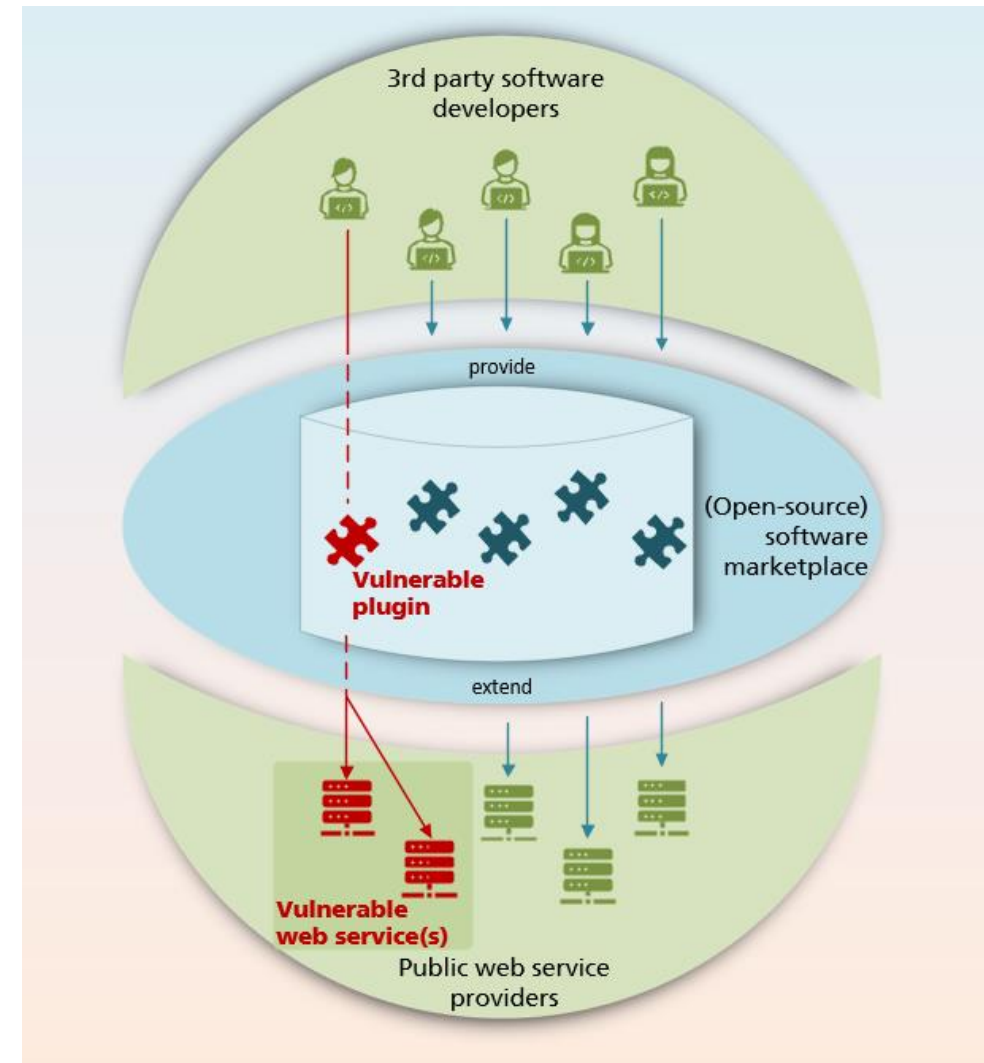 3rd party software
developers
</>
</>
</>
</>
</>
provide
(Open-source)
software
marketplace
Vulnerable
plugin
extend
Vulnerable
web service(s)
Public web service
providers